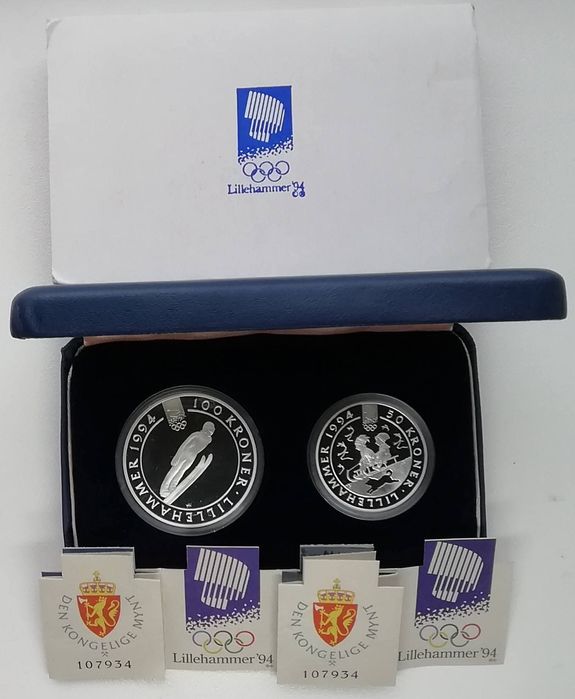 Lillehammer '94
LILLEHAMMER 1994 100 KRONER •
LILLEHAMMER 1994 50 KRONER •
DEN KONGELIGE MYNT
107934
Lillehammer '94
DEN KONGELIGE MYNT
107934
Lillehammer '94